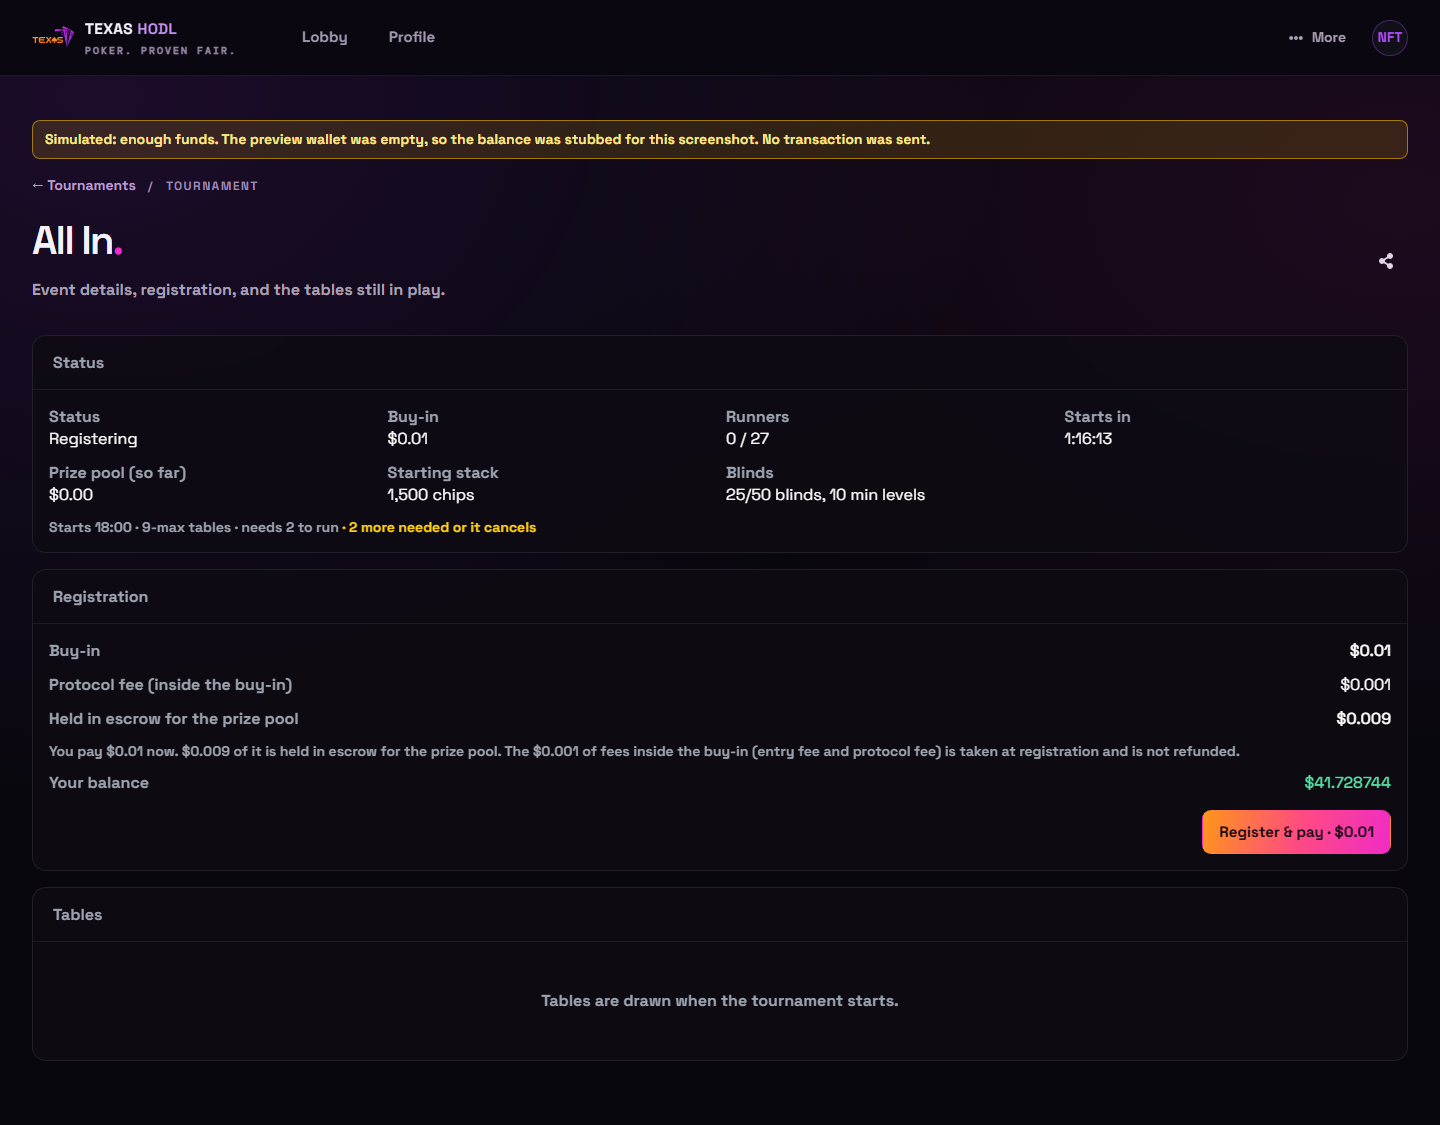 TEXAS
TEXAS HODL
POKER. PROVEN FAIR.
Lobby
Profile
••• More
NFT
Simulated: enough funds. The preview wallet was empty, so the balance was stubbed for this screenshot. No transaction was sent.
← Tournaments / TOURNAMENT
All In.
Event details, registration, and the tables still in play.
Status
Status
Buy-in
Runners
Starts in
Registering
$0.01
0 / 27
1:16:13
Prize pool (so far)
Starting stack
Blinds
$0.00
1,500 chips
25/50 blinds, 10 min levels
Starts 18:00 · 9-max tables · needs 2 to run · 2 more needed or it cancels
Registration
Buy-in $0.01
Protocol fee (inside the buy-in) $0.001
Held in escrow for the prize pool $0.009
You pay $0.01 now. $0.009 of it is held in escrow for the prize pool. The $0.001 of fees inside the buy-in (entry fee and protocol fee) is taken at registration and is not refunded.
Your balance $41.728744
Register & pay · $0.01
Tables
Tables are drawn when the tournament starts.